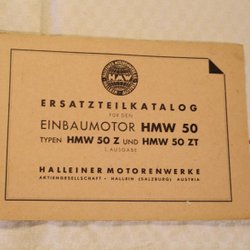 HMW
ERSATZTEILKATALOG
FÜR DEN
EINBAUMOTOR HMW 50
TYPEN HMW 50 Z UND HMW 50 ZT
1. AUSGABE
HALLEINER MOTORENWERKE
AKTIENGESELLSCHAFT • HALLEIN (SALZBURG) AUSTRIA